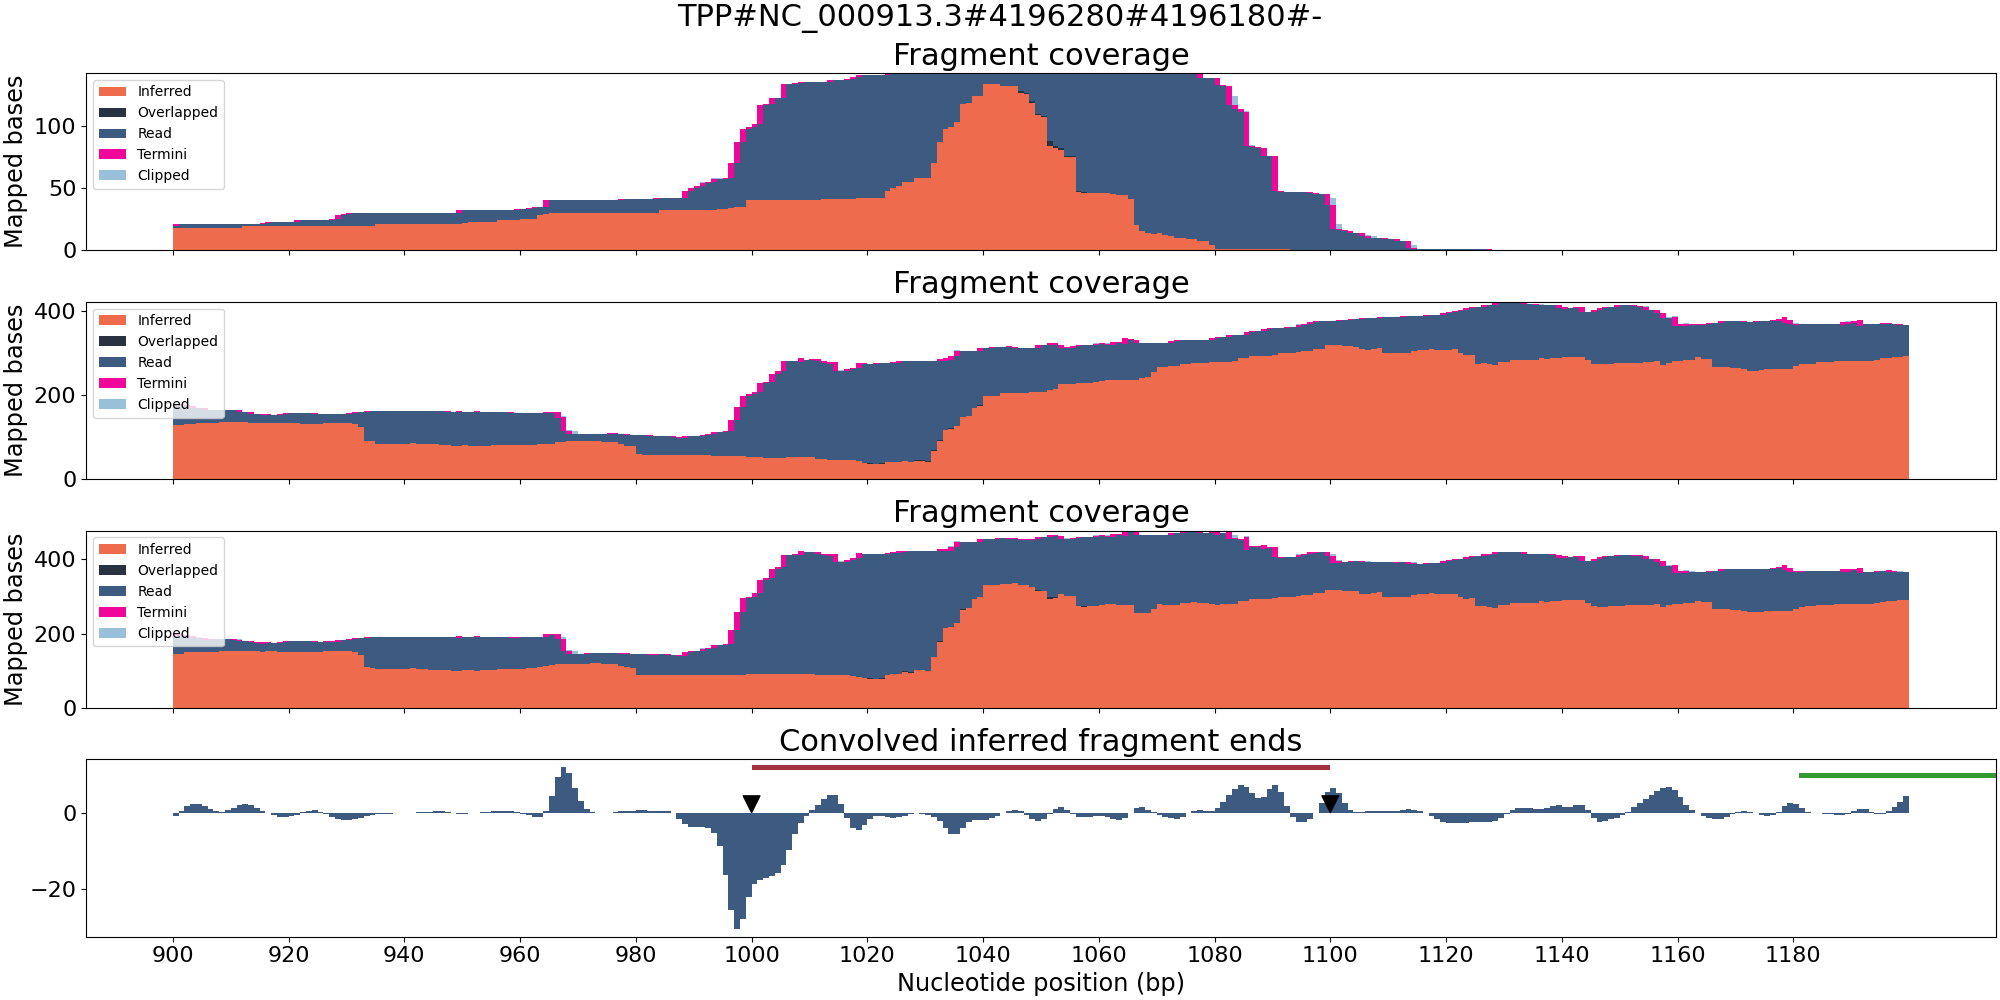 TPP#NC_000913.3#4196280#4196180#-
Fragment coverage
Mapped bases
100
50
0
Inferred
Overlapped
Read
Termini
Clipped
Fragment coverage
Mapped bases
400
200
0
Inferred
Overlapped
Read
Termini
Clipped
Fragment coverage
Mapped bases
400
200
0
Inferred
Overlapped
Read
Termini
Clipped
Convolved inferred fragment ends
0
−20
900 920 940 960 980 1000 1020 1040 1060 1080 1100 1120 1140 1160 1180
Nucleotide position (bp)